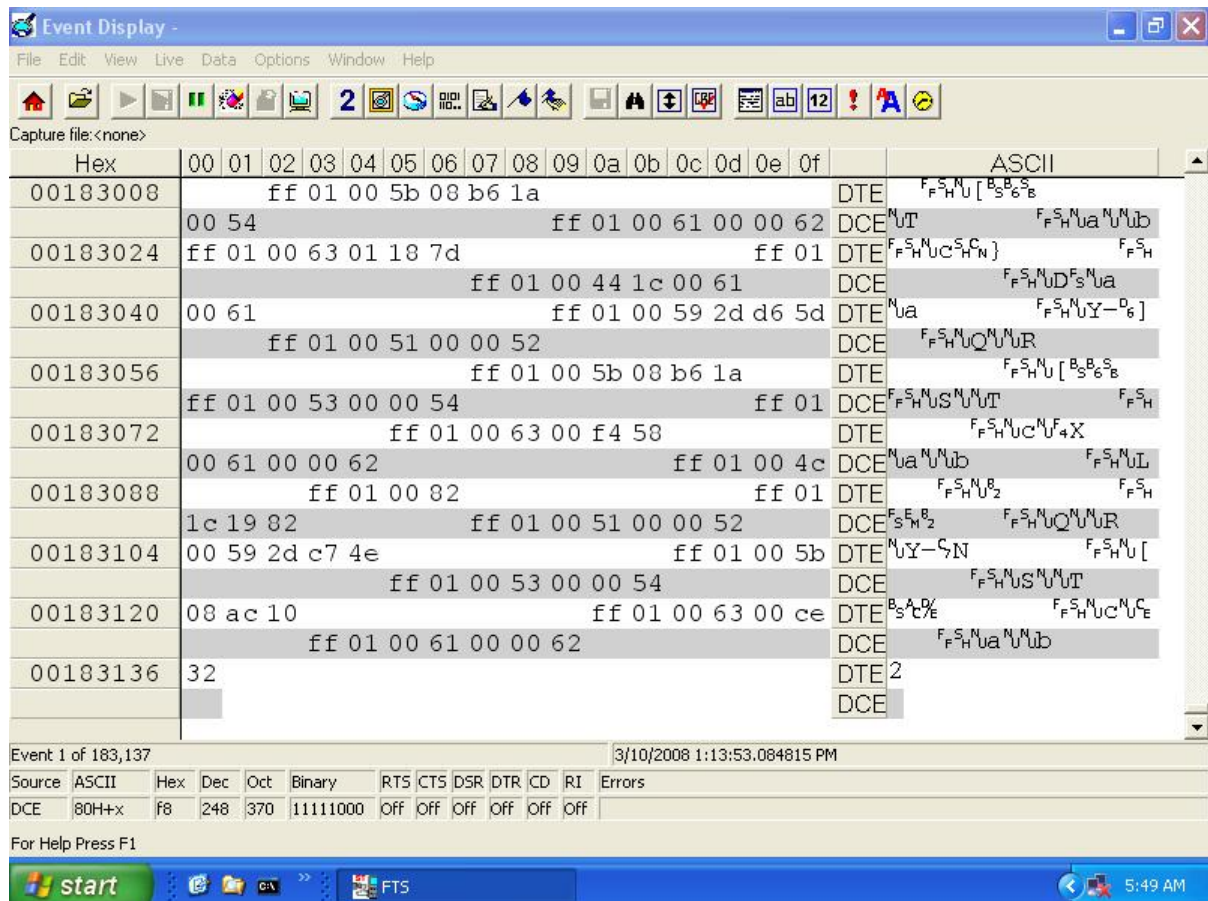 Event Display -
File Edit View Live Data Options Window Help
Capture file:<none>
Hex 00 01 02 03 04 05 06 07 08 09 0a 0b 0c 0d 0e 0f ASCII
00183008 ff 01 00 5b 08 b6 1a DTE
00 54 ff 01 00 61 00 00 62 DCE
00183024 ff 01 00 63 01 18 7d ff 01 DTE
ff 01 00 44 1c 00 61 DCE
00183040 00 61 ff 01 00 59 2d d6 5d DTE
ff 01 00 51 00 00 52 DCE
00183056 ff 01 00 5b 08 b6 1a DTE
ff 01 00 53 00 00 54 ff 01 DCE
00183072 ff 01 00 63 00 f4 58 DTE
00 61 00 00 62 ff 01 00 4c DCE
00183088 ff 01 00 82 ff 01 DTE
1c 19 82 ff 01 00 51 00 00 52 DCE
00183104 00 59 2d c7 4e ff 01 00 5b DTE
ff 01 00 53 00 00 54 DCE
00183120 08 ac 10 ff 01 00 63 00 ce DTE
ff 01 00 61 00 00 62 DCE
00183136 32 DTE 2
DCE
Event 1 of 183,137 3/10/2008 1:13:53.084815 PM
Source ASCII Hex Dec Oct Binary RTS CTS DSR DTR CD RI Errors
DCE 80H+x f8 248 370 11111000 Off Off Off Off Off Off
For Help Press F1
start FTS 5:49 AM